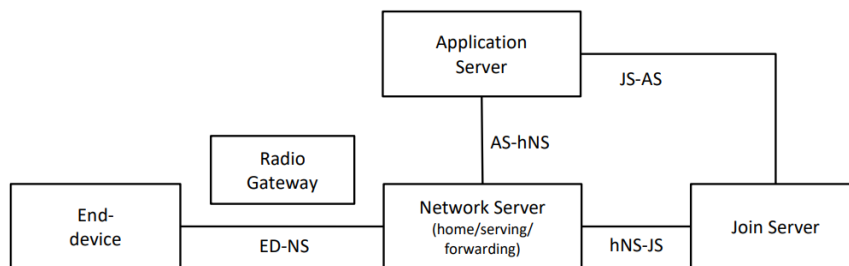 Application
Server
JS-AS
AS-hNS
Radio
Gateway
End-
device
ED-NS
Network Server
(home/serving/
forwarding)
hNS-JS
Join Server